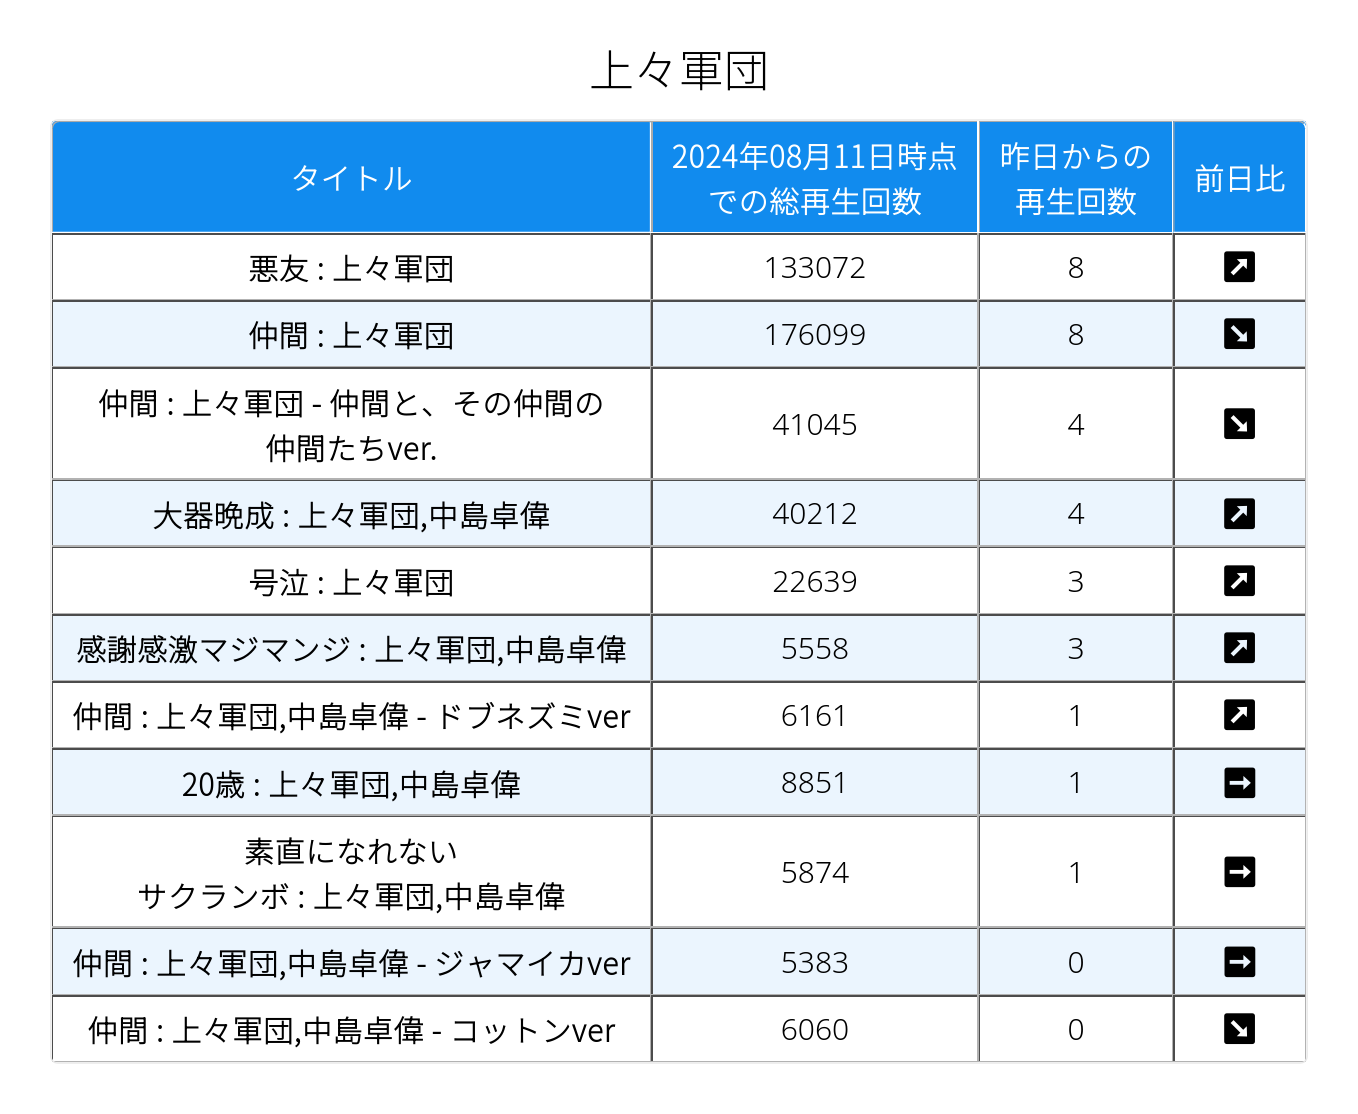 上々軍団
タイトル
2024年08月11日時点
での総再生回数
昨日からの
再生回数
前日比
悪友 : 上々軍団
133072
8
仲間 : 上々軍団
176099
8
仲間 : 上々軍団 - 仲間と、その仲間の
仲間たちver.
41045
4
大器晩成 : 上々軍団,中島卓偉
40212
4
号泣 : 上々軍団
22639
3
感謝感激マジマンジ : 上々軍団,中島卓偉
5558
3
仲間 : 上々軍団,中島卓偉 - ドブネズミver
6161
1
20歳 : 上々軍団,中島卓偉
8851
1
素直になれない
サクランボ : 上々軍団,中島卓偉
5874
1
仲間 : 上々軍団,中島卓偉 - ジャマイカver
5383
0
仲間 : 上々軍団,中島卓偉 - コットンver
6060
0